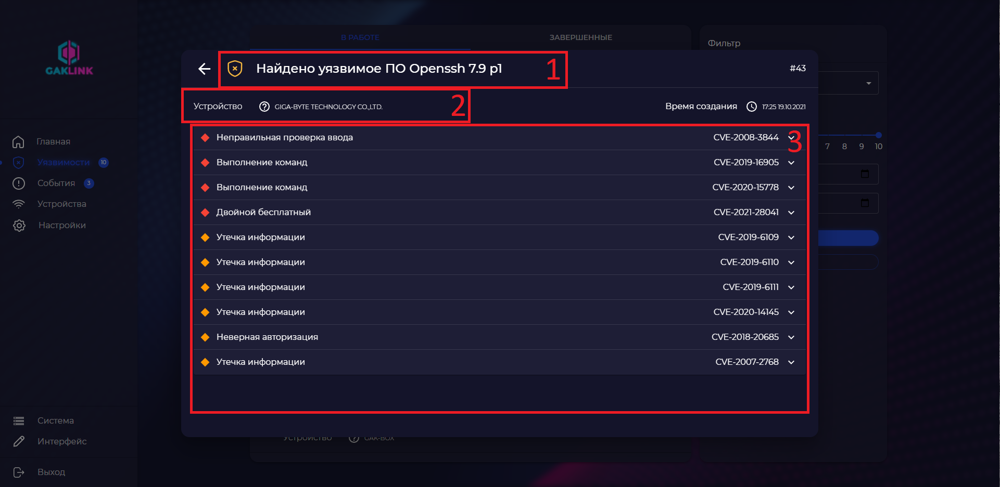 GAKLINK
Главная
Уязвимости 10
События 3
Устройства
Настройки
Система
Интерфейс
Выход
В РАБОТЕ
ЗАВЕРШЕННЫЕ
Фильтр
7 8 9 10
Найдено уязвимое ПО Openssh 7.9 p1
1
#43
Устройство GIGA-BYTE TECHNOLOGY CO.,LTD.
2
Время создания 17:25 19.10.2021
3
Неправильная проверка ввода CVE-2008-3844
Выполнение команд CVE-2019-16905
Выполнение команд CVE-2020-15778
Двойной бесплатный CVE-2021-28041
Утечка информации CVE-2019-6109
Утечка информации CVE-2019-6110
Утечка информации CVE-2019-6111
Утечка информации CVE-2020-14145
Неверная авторизация CVE-2018-20685
Утечка информации CVE-2007-2768
Устройство GAK-BOX